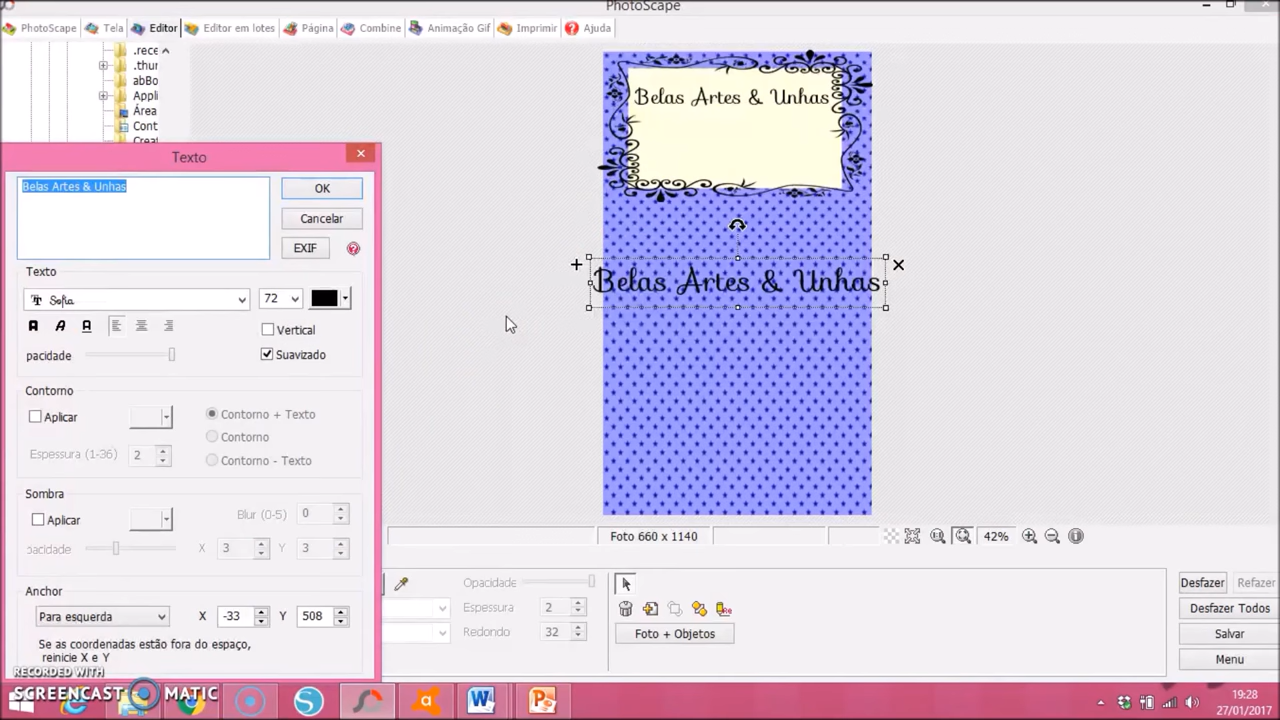 PhotoScape
PhotoScape Tela Editor Editor em lotes Página Combine Animação Gif Imprimir Ajuda
.rece
.thur
abBo
Appli
Área
Cont
Belas Artes & Unhas
Texto
Belas Artes & Unhas
OK
Cancelar
EXIF
Texto
Sofia
72
Vertical
pacidade
Suavizado
Belas Artes & Unhas
Contorno
Aplicar
Contorno + Texto
Contorno
Espessura (1-36) 2
Contorno - Texto
Sombra
Aplicar
Blur (0-5) 0
pacidade
X 3 Y 3
Anchor
Para esquerda X -33 Y 508
Se as coordenadas estão fora do espaço,
reinicie X e Y
Foto 660 x 1140
42%
Opacidade
Espessura 2
Redondo 32
Foto + Objetos
Desfazer Refazer
Desfazer Todos
Salvar
Menu
RECORDED WITH
SCREENCAST MATIC
19:28
27/01/2017